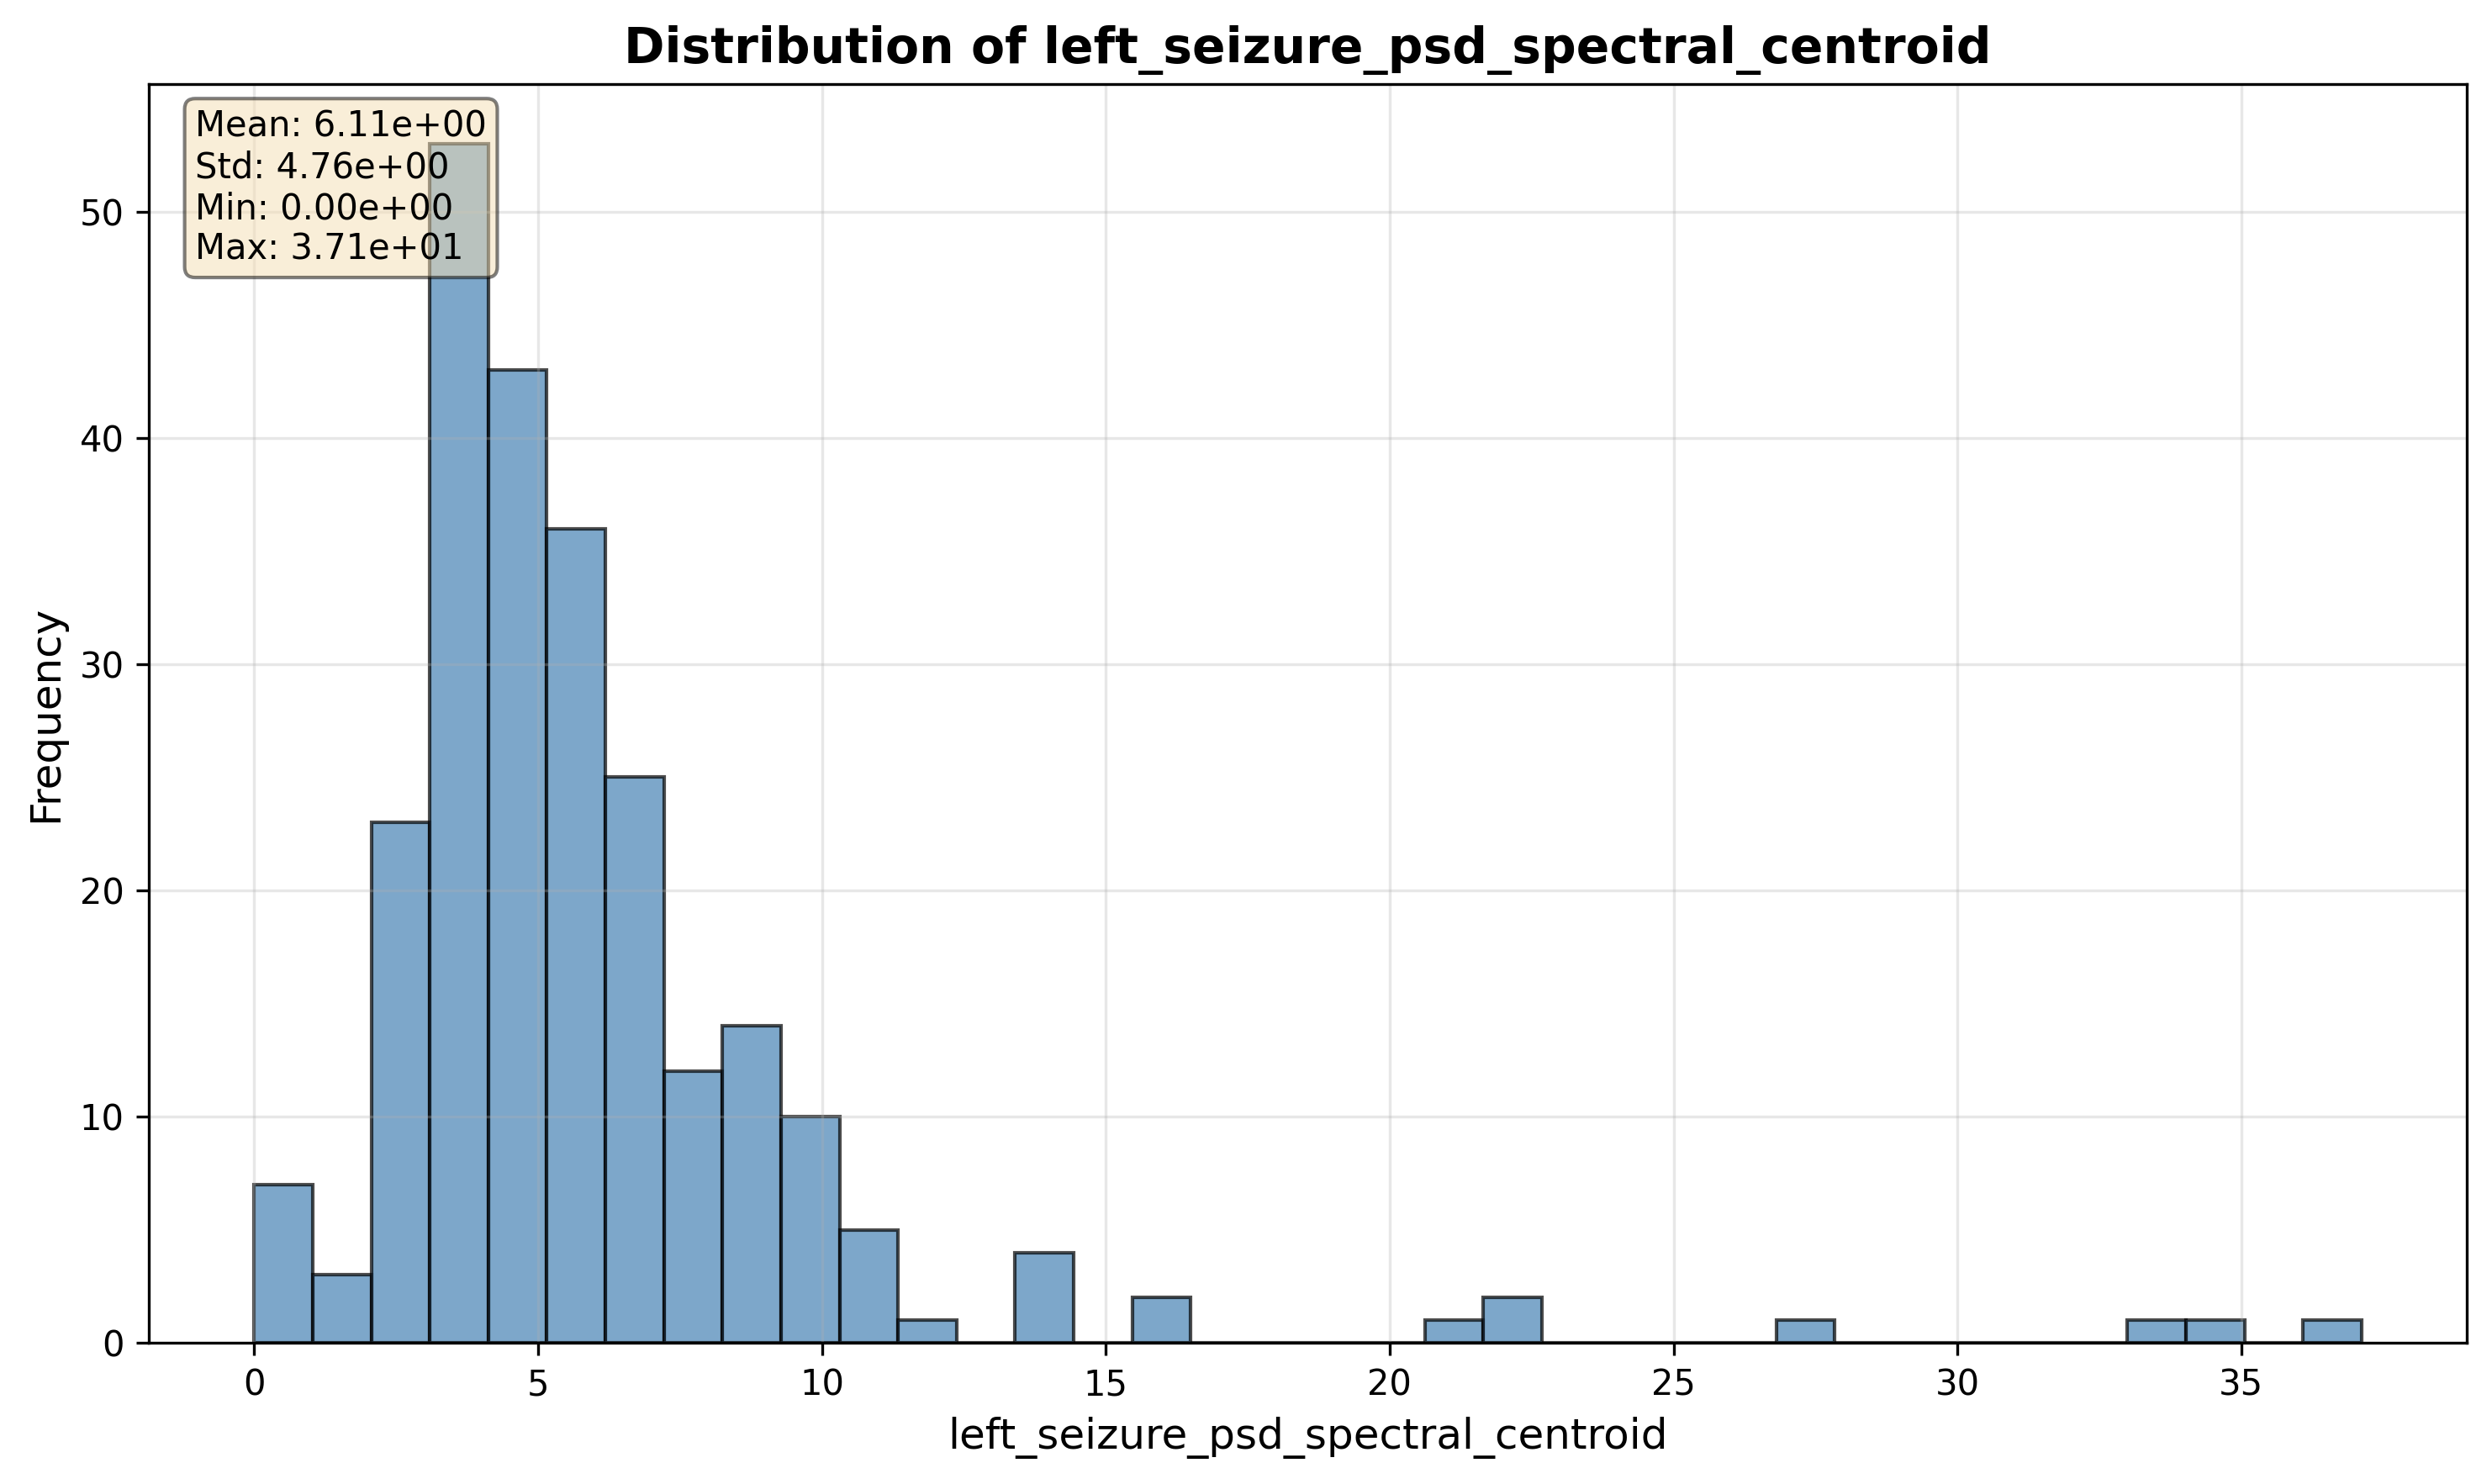 Distribution of left_seizure_psd_spectral_centroid
Mean: 6.11e+00
Std: 4.76e+00
Min: 0.00e+00
Max: 3.71e+01
50
40
30
20
10
0
Frequency
0 5 10 15 20 25 30 35
left_seizure_psd_spectral_centroid